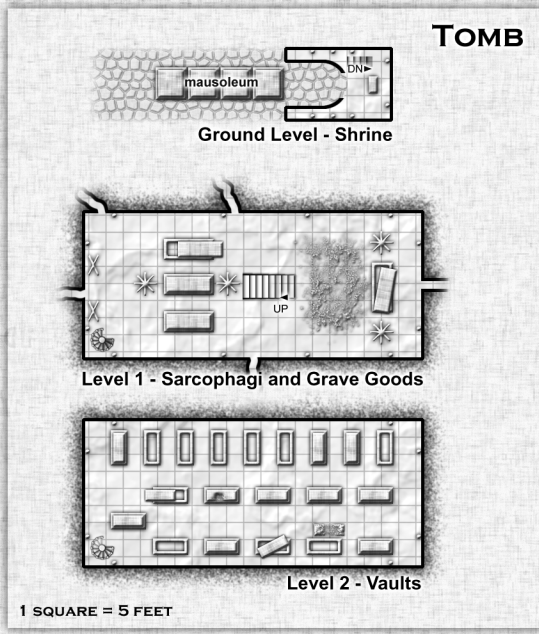 TOMB
mausoleum
DN
Ground Level - Shrine
UP
Level 1 - Sarcophagi and Grave Goods
Level 2 - Vaults
1 SQUARE = 5 FEET